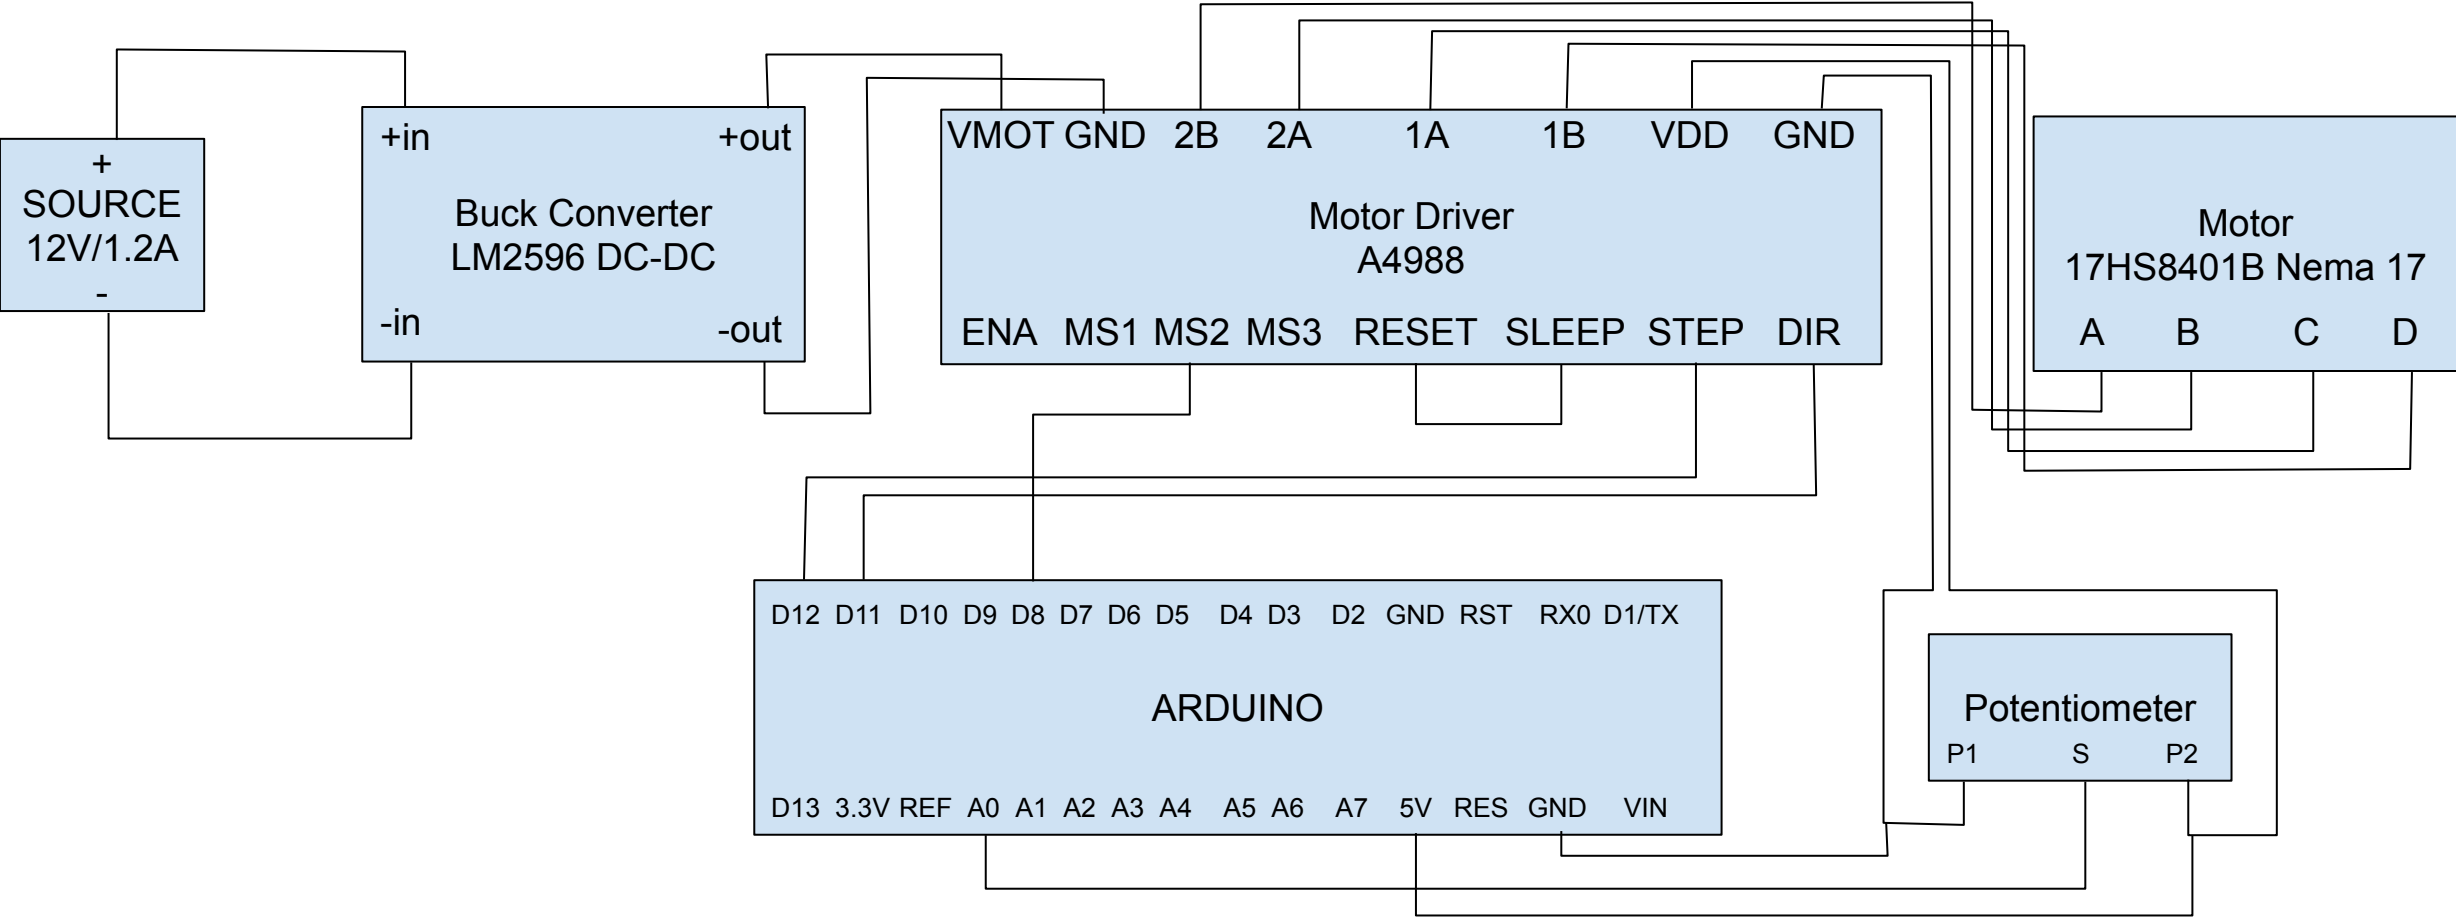 +
SOURCE
12V/1.2A
-
+in +out
Buck Converter
LM2596 DC-DC
-in -out
VMOT GND 2B 2A 1A 1B VDD GND
Motor Driver
A4988
ENA MS1 MS2 MS3 RESET SLEEP STEP DIR
Motor
17HS8401B Nema 17
A B C D
D12 D11 D10 D9 D8 D7 D6 D5 D4 D3 D2 GND RST RX0 D1/TX
ARDUINO
D13 3.3V REF A0 A1 A2 A3 A4 A5 A6 A7 5V RES GND VIN
Potentiometer
P1 S P2